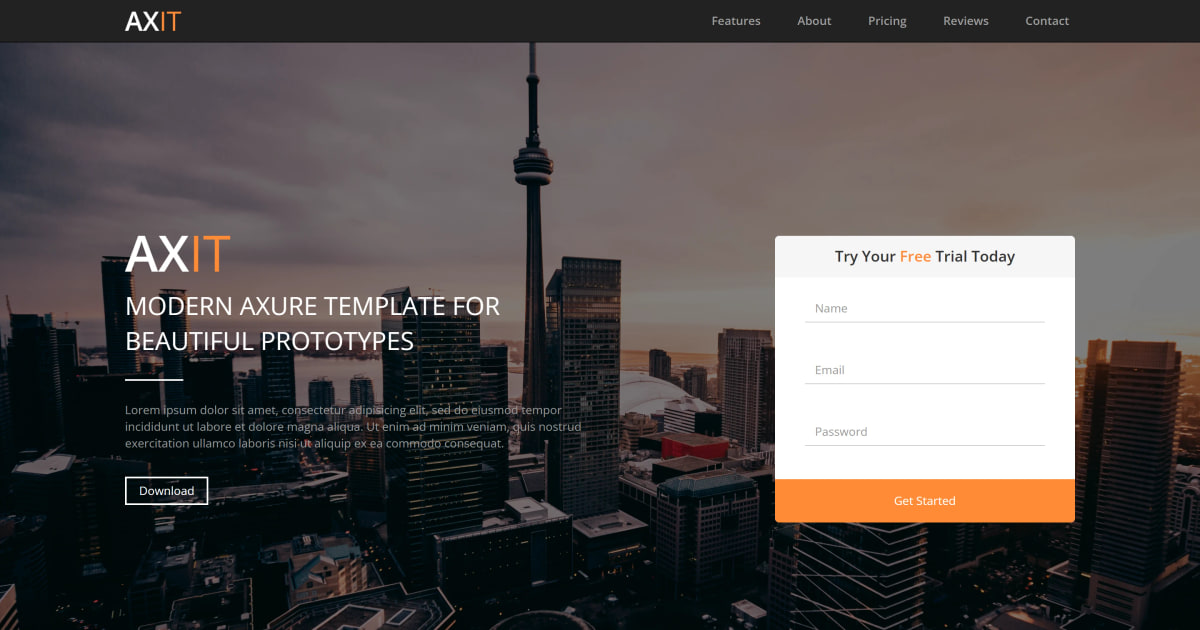 AXIT
Features
About
Pricing
Reviews
Contact
AXIT
MODERN AXURE TEMPLATE FOR
BEAUTIFUL PROTOTYPES
Lorem ipsum dolor sit amet, consectetur adipisicing elit, sed do eiusmod tempor
incididunt ut labore et dolore magna aliqua. Ut enim ad minim veniam, quis nostrud
exercitation ullamco laboris nisi ut aliquip ex ea commodo consequat.
Download
Try Your Free Trial Today
Name
Email
Password
Get Started